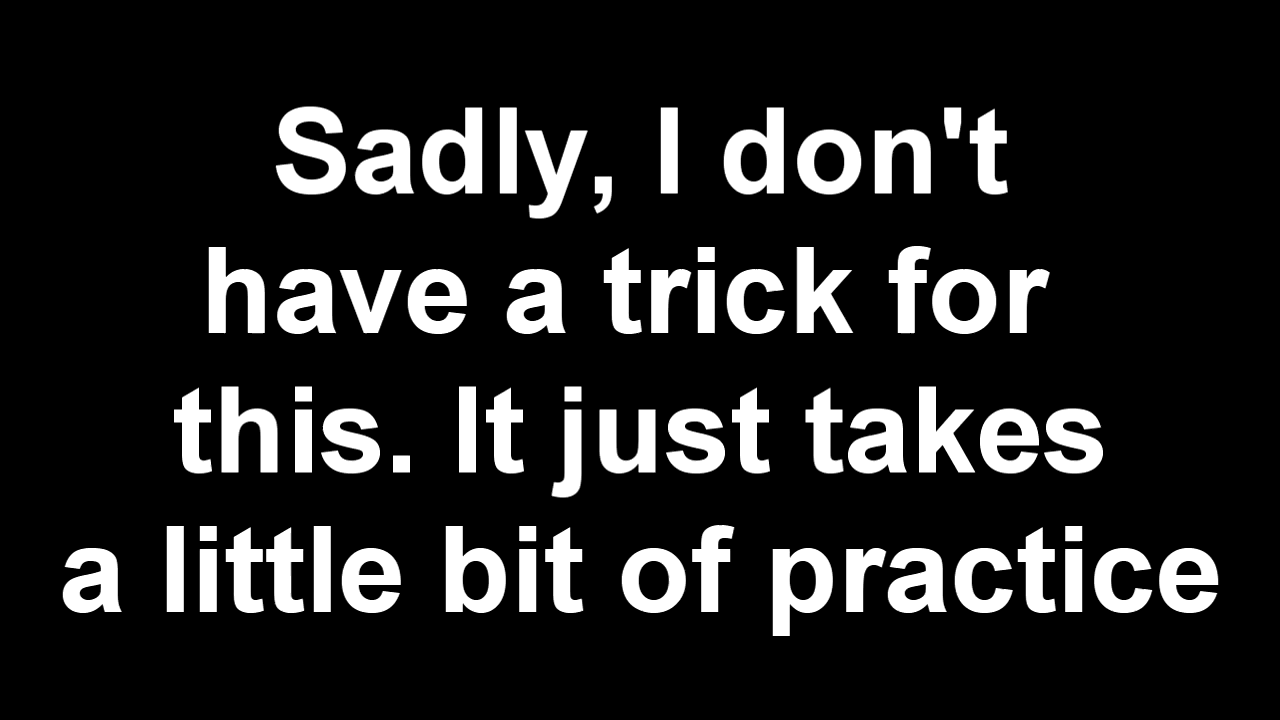 Sadly, I don't
have a trick for
this. It just takes
a little bit of practice